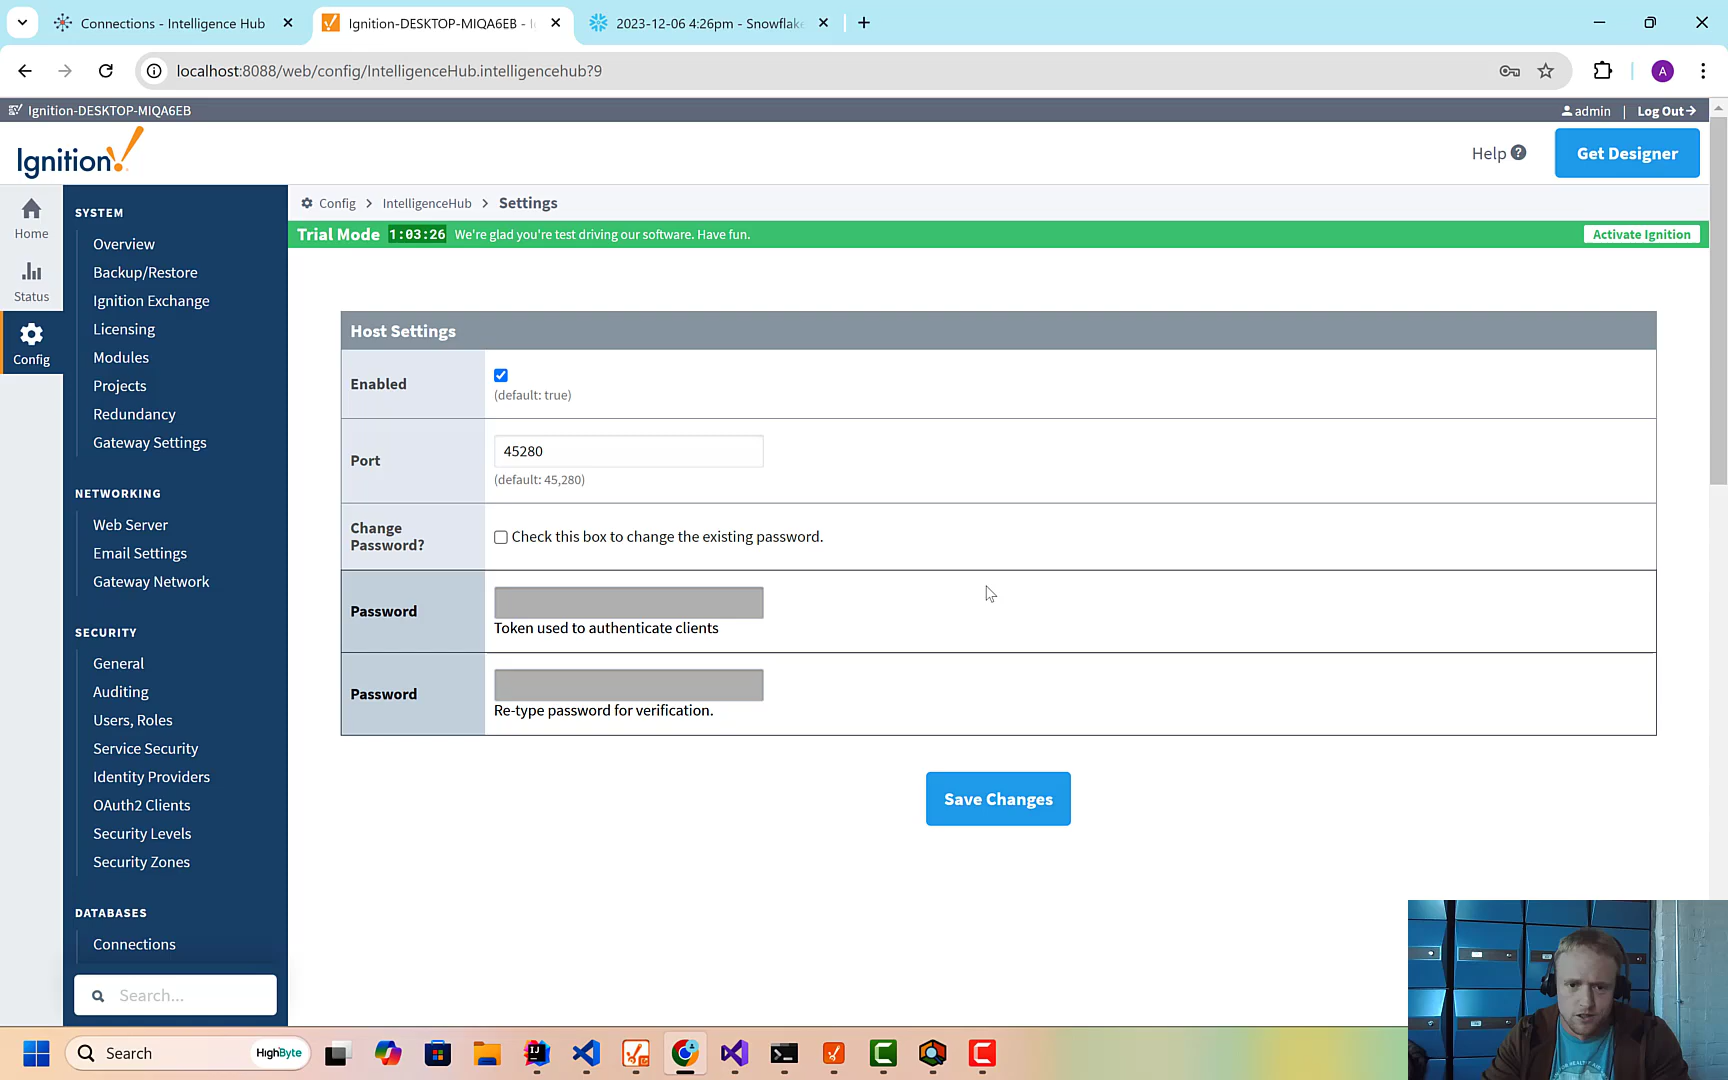 Connections - Intelligence Hub
Ignition-DESKTOP-MIQA6EB -
2023-12-06 4:26pm - Snowflake
localhost:8088/web/config/IntelligenceHub.intelligencehub?9
A
Ignition-DESKTOP-MIQA6EB
admin | Log Out
Ignition!
Help ?
Get Designer
Home
Status
Config
SYSTEM
Overview
Backup/Restore
Ignition Exchange
Licensing
Modules
Projects
Redundancy
Gateway Settings
NETWORKING
Web Server
Email Settings
Gateway Network
SECURITY
General
Auditing
Users, Roles
Service Security
Identity Providers
OAuth2 Clients
Security Levels
Security Zones
DATABASES
Connections
Search...
Config > IntelligenceHub > Settings
Trial Mode 1:03:26 We're glad you're test driving our software. Have fun.
Activate Ignition
Host Settings
Enabled
(default: true)
Port
45280
(default: 45,280)
Change Password?
Check this box to change the existing password.
Password
Token used to authenticate clients
Password
Re-type password for verification.
Save Changes
Search
HighByte